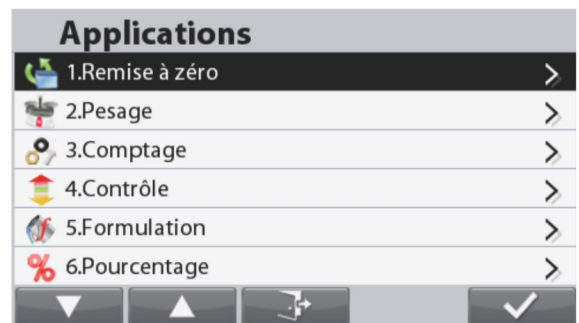 Applications
1.Remise à zéro
2.Pesage
3.Comptage
4.Contrôle
5.Formulation
6.Pourcentage